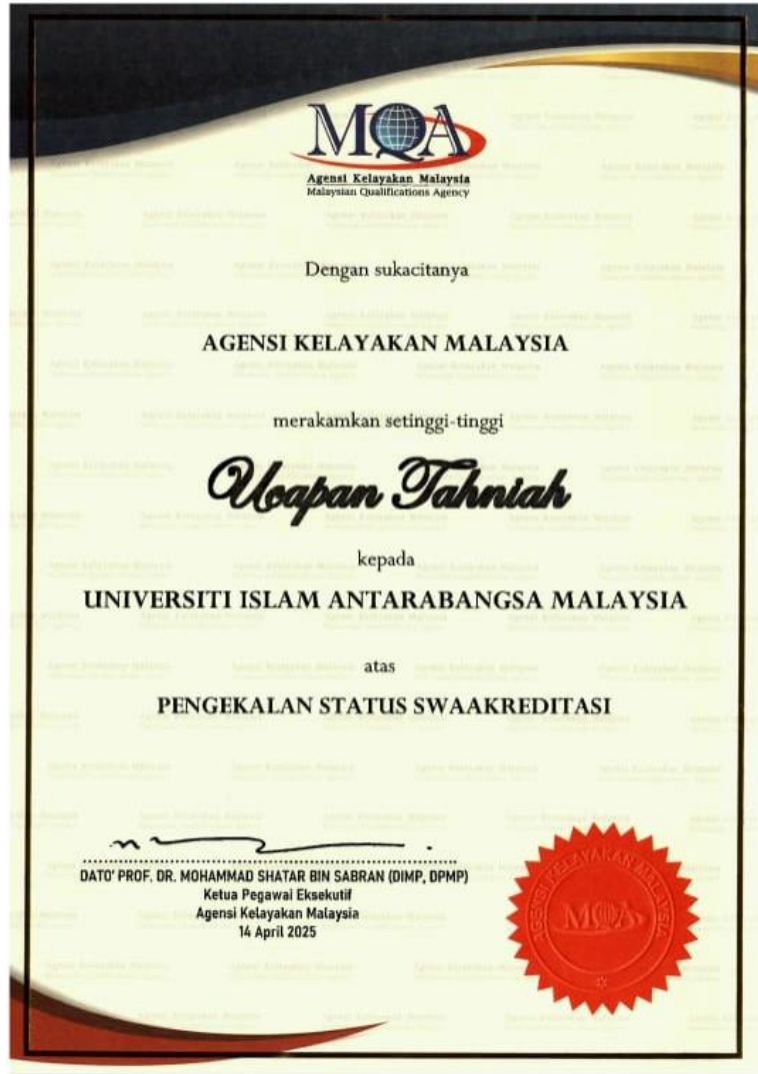 MQA
Agensi Kelayakan Malaysia
Malaysian Qualifications Agency
Dengan sukacitanya
AGENSI KELAYAKAN MALAYSIA
merakamkan setinggi-tinggi
Ucapan Tahniah
kepada
UNIVERSITI ISLAM ANTARABANGSA MALAYSIA
atas
PENGEKALAN STATUS SWAAKREDITASI
DATO' PROF. DR. MOHAMMAD SHATAR BIN SABRAN (DIMP, DPMP)
Ketua Pegawai Eksekutif
Agensi Kelayakan Malaysia
14 April 2025
AGENSI KELAYAKAN MALAYSIA
MQA